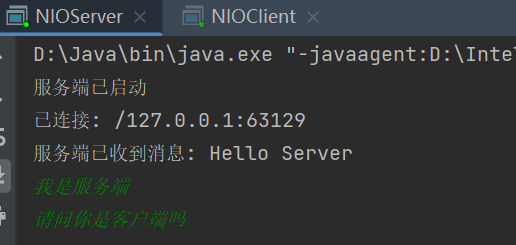 NIOServer × NIOClient ×
D:\Java\bin\java.exe "-javaagent:D:\Inte
服务端已启动
已连接: /127.0.0.1:63129
服务端已收到消息: Hello Server
我是服务端
请问你是客户端吗